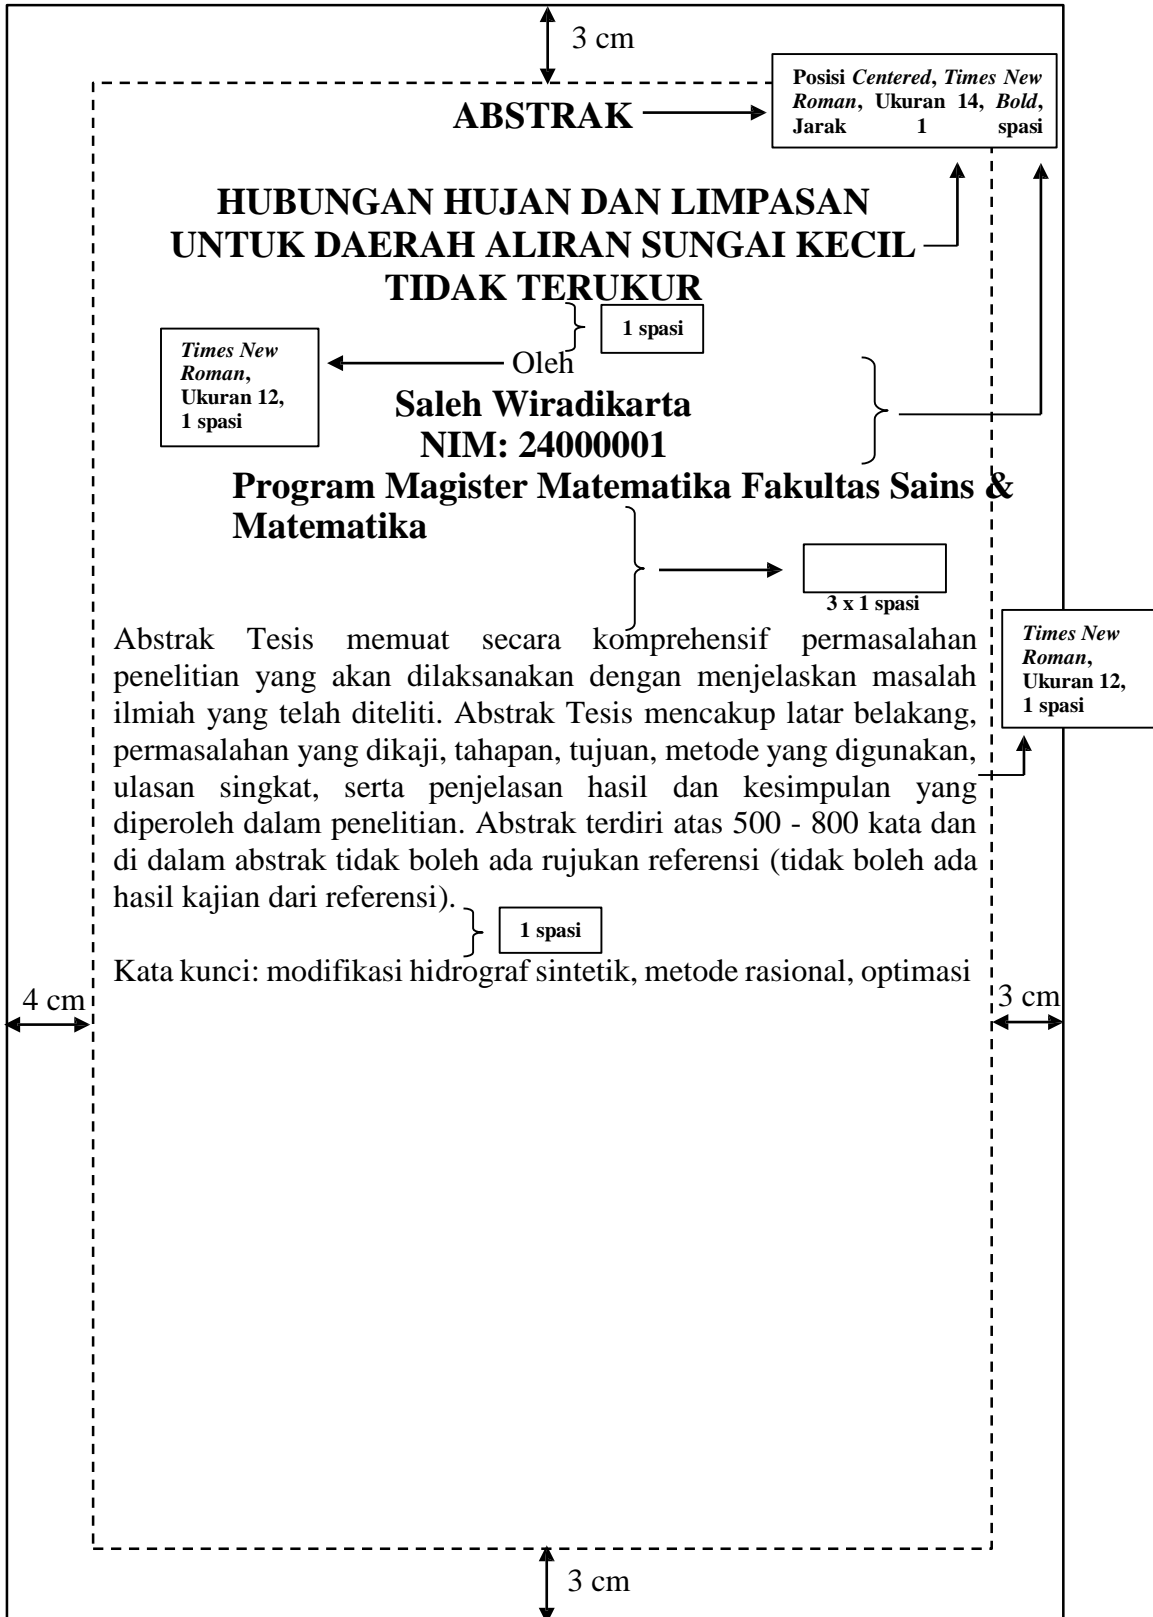 3 cm
Posisi Centered, Times New
Roman, Ukuran 14, Bold,
Jarak 1 spasi
ABSTRAK
HUBUNGAN HUJAN DAN LIMPASAN
UNTUK DAERAH ALIRAN SUNGAI KECIL
TIDAK TERUKUR
1 spasi
Times New
Roman,
Ukuran 12,
1 spasi
Oleh
Saleh Wiradikarta
NIM: 24000001
Program Magister Matematika Fakultas Sains &
Matematika
3 x 1 spasi
Times New
Roman,
Ukuran 12,
1 spasi
Abstrak Tesis memuat secara komprehensif permasalahan
penelitian yang akan dilaksanakan dengan menjelaskan masalah
ilmiah yang telah diteliti. Abstrak Tesis mencakup latar belakang,
permasalahan yang dikaji, tahapan, tujuan, metode yang digunakan,
ulasan singkat, serta penjelasan hasil dan kesimpulan yang
diperoleh dalam penelitian. Abstrak terdiri atas 500 - 800 kata dan
di dalam abstrak tidak boleh ada rujukan referensi (tidak boleh ada
hasil kajian dari referensi).
1 spasi
Kata kunci: modifikasi hidrograf sintetik, metode rasional, optimasi
4 cm
3 cm
3 cm